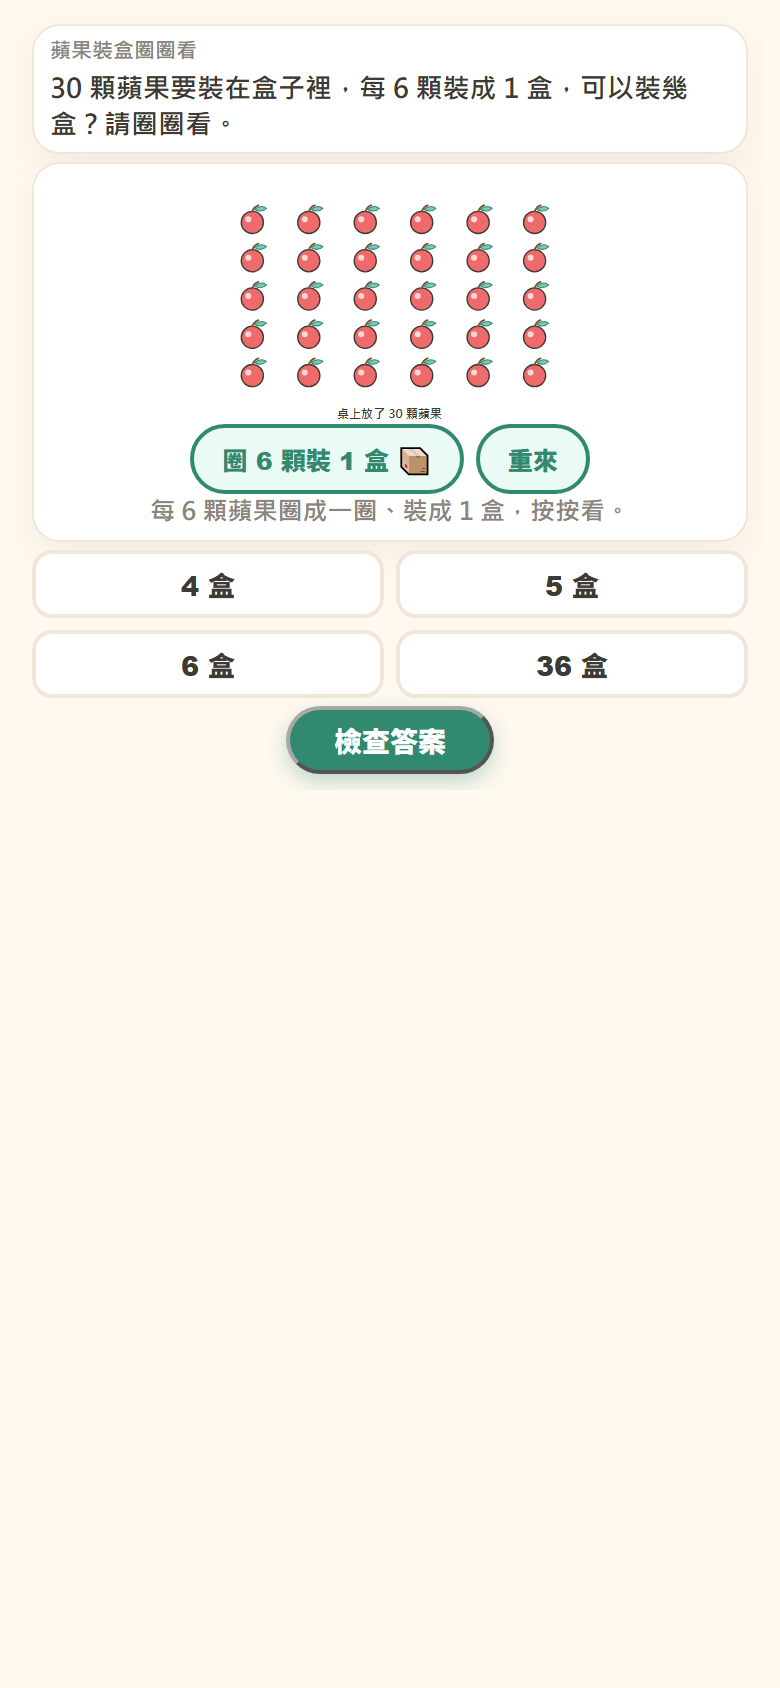 蘋果裝盒圈圈看
30 顆蘋果要裝在盒子裡，每 6 顆裝成 1 盒，可以裝幾
盒？請圈圈看。
桌上放了 30 顆蘋果
圈 6 顆裝 1 盒
重來
每 6 顆蘋果圈成一圈、裝成 1 盒，按按看。
4 盒
5 盒
6 盒
36 盒
檢查答案